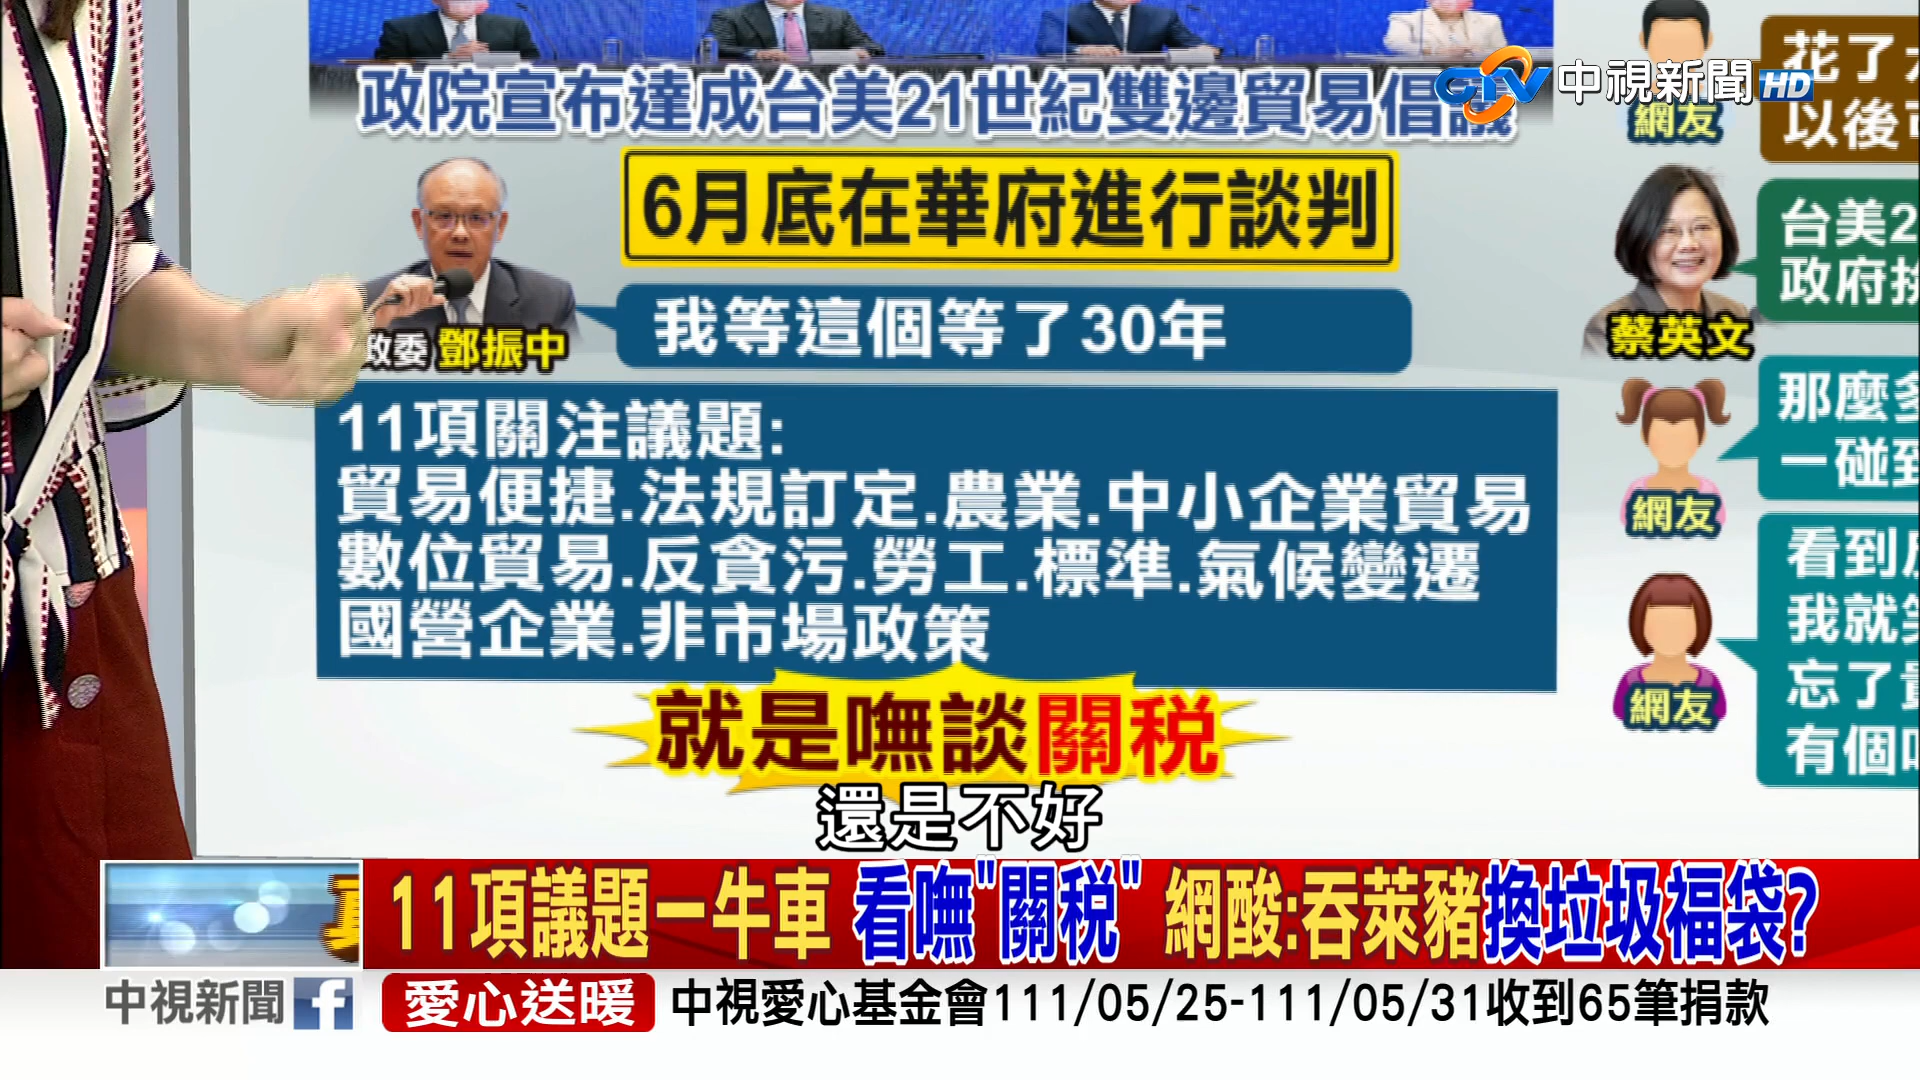 政院宣布達成台美21世紀雙邊貿易倡議
CTV中視新聞HD
6月底在華府進行談判
政委 鄧振中
我等這個等了30年
11項關注議題:
貿易便捷.法規訂定.農業.中小企業貿易
數位貿易.反貪污.勞工.標準.氣候變遷
國營企業.非市場政策
就是嘸談關稅
花了
以後
網友
台美2
政府拚
蔡英文
那麼多
一碰到
網友
看到
我就笑
忘了
有個
網友
還是不好
11項議題一牛車 看嘸"關稅" 網酸:吞萊豬換垃圾福袋?
中視新聞 f
愛心送暖
中視愛心基金會111/05/25-111/05/31收到65筆捐款